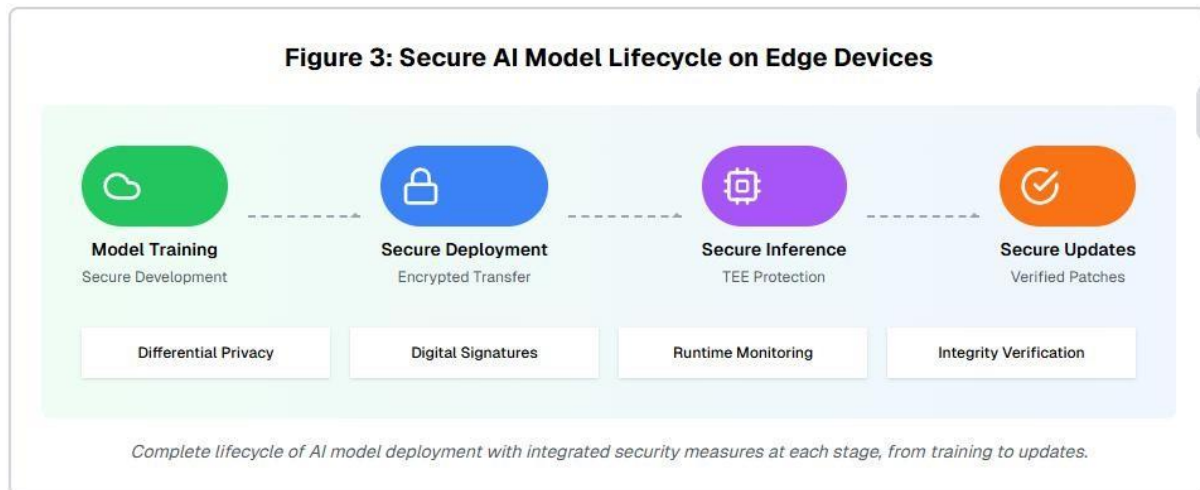 Figure 3: Secure AI Model Lifecycle on Edge Devices
Model Training
Secure Development
Secure Deployment
Encrypted Transfer
Secure Inference
TEE Protection
Secure Updates
Verified Patches
Differential Privacy
Digital Signatures
Runtime Monitoring
Integrity Verification
Complete lifecycle of AI model deployment with integrated security measures at each stage, from training to updates.